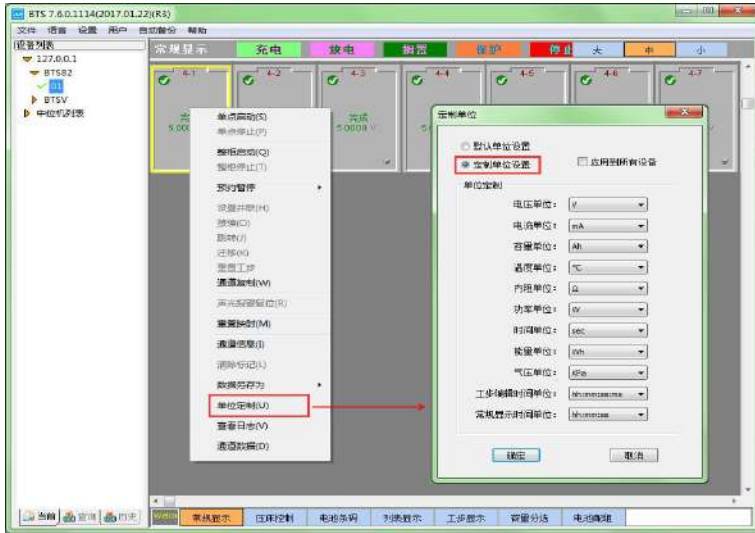 BTS 7.6.0.1114(2017.01.22)(R3)
文件 语言 设置 用户 自动备份 帮助
设备列表
127.0.0.1
BTS82
01
BTSV
中位机列表
常规显示 充电 放电 搁置 保护 停止 大 中 小
4-1 4-2 4-3 4-4 4-5 4-6 4-7
完成
5.0000 V
单点启动(S)
单点停止(P)
整柜启动(Q)
整柜停止(T)
预约暂停
设置并联(H)
接续(C)
跳转(J)
迁移(K)
重置工步
通道复制(W)
声光报警复位(R)
重置映射(M)
通道信息(I)
清除标记(L)
数据另存为
单位定制(U)
查看日志(V)
通道数据(D)
定制单位
默认单位设置
定制单位设置 应用到所有设备
单位定制
电压单位: V
电流单位: mA
容量单位: Ah
温度单位: ℃
内阻单位: Ω
功率单位: W
时间单位: sec
能量单位: Wh
气压单位: KPa
工步编辑时间单位: hh:mm:ss:ms
常规显示时间单位: hh:mm:ss
确定 取消
当前 查询 历史
常规显示 压床控制 电池条码 列表显示 工步显示 容量分选 电池配组